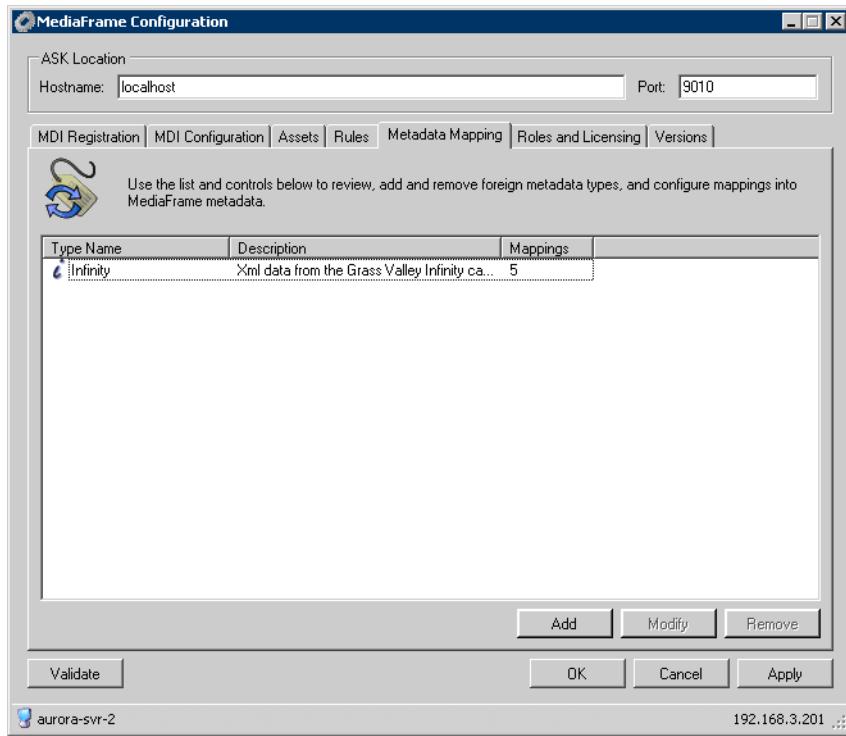 MediaFrame Configuration
ASK Location
Hostname: localhost Port: 9010
MDI Registration MDI Configuration Assets Rules Metadata Mapping Roles and Licensing Versions
Use the list and controls below to review, add and remove foreign metadata types, and configure mappings into
MediaFrame metadata.
Type Name Description Mappings
Infinity Xml data from the Grass Valley Infinity ca... 5
Add Modify Remove
Validate OK Cancel Apply
aurora-svr-2 192.168.3.201